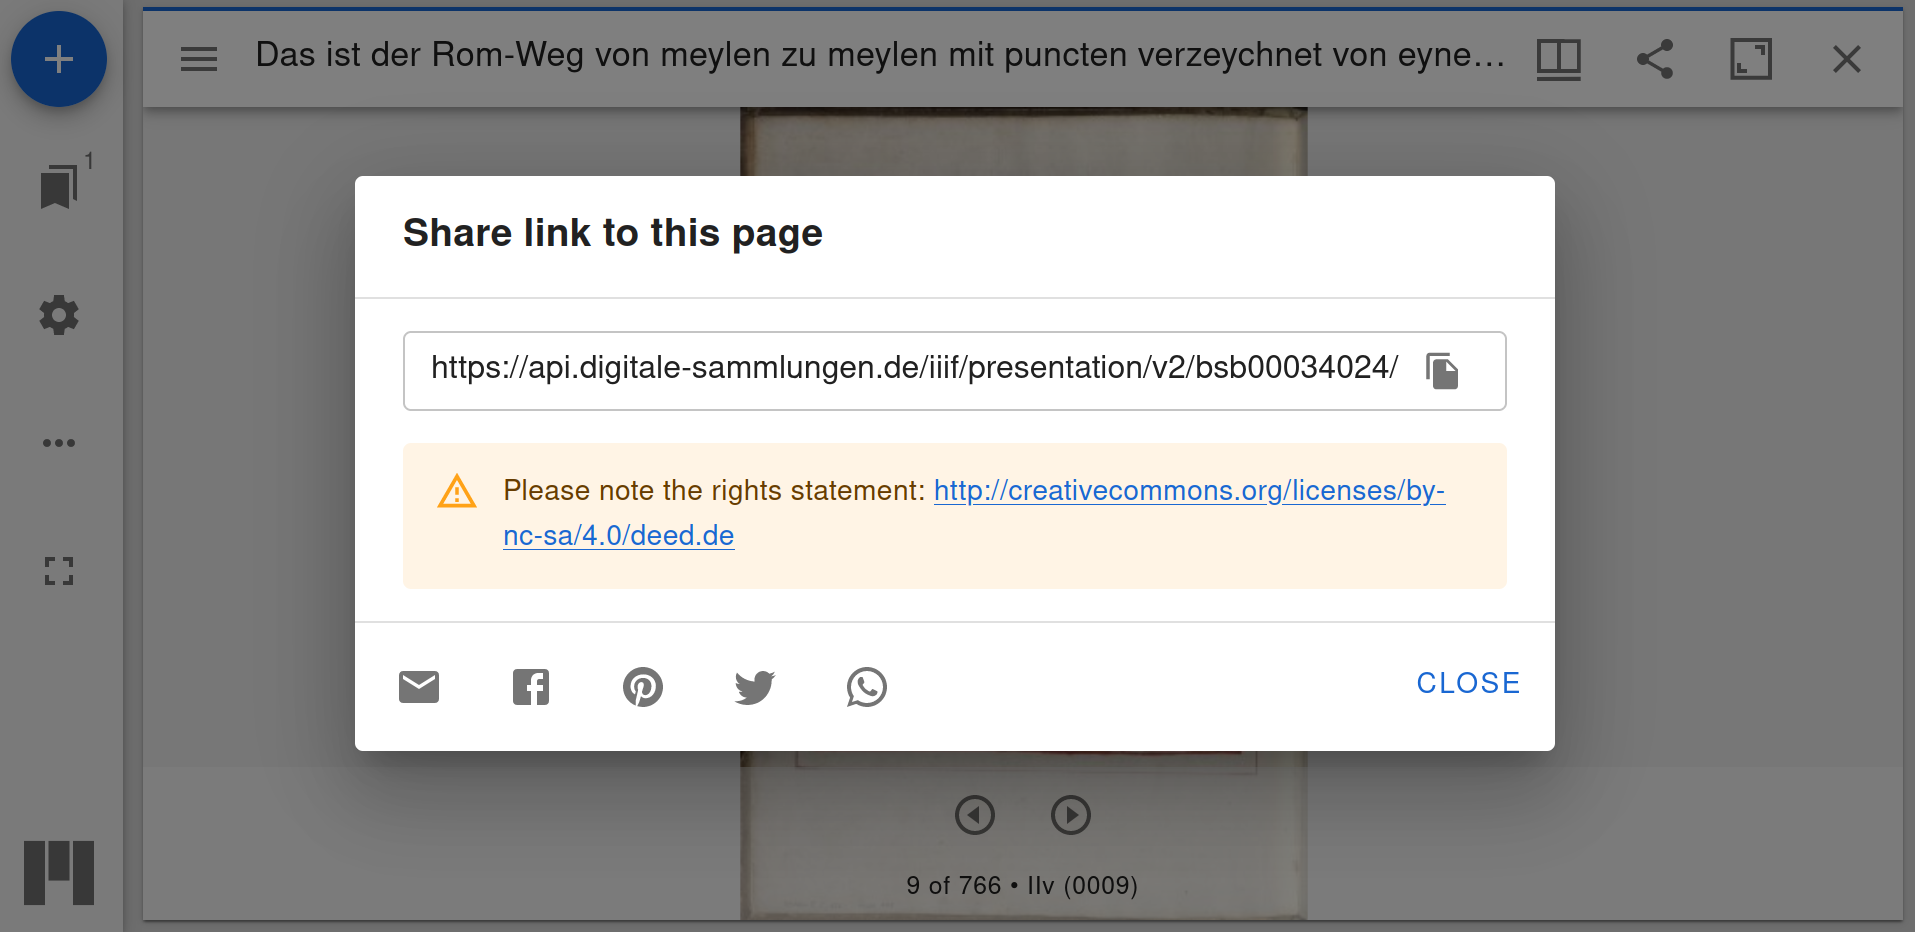 Das ist der Rom-Weg von meylen zu meylen mit puncten verzeychnet von eyne...
1
Share link to this page
https://api.digitale-sammlungen.de/iiif/presentation/v2/bsb00034024/
Please note the rights statement: http://creativecommons.org/licenses/by-
nc-sa/4.0/deed.de
CLOSE
9 of 766 • IIv (0009)